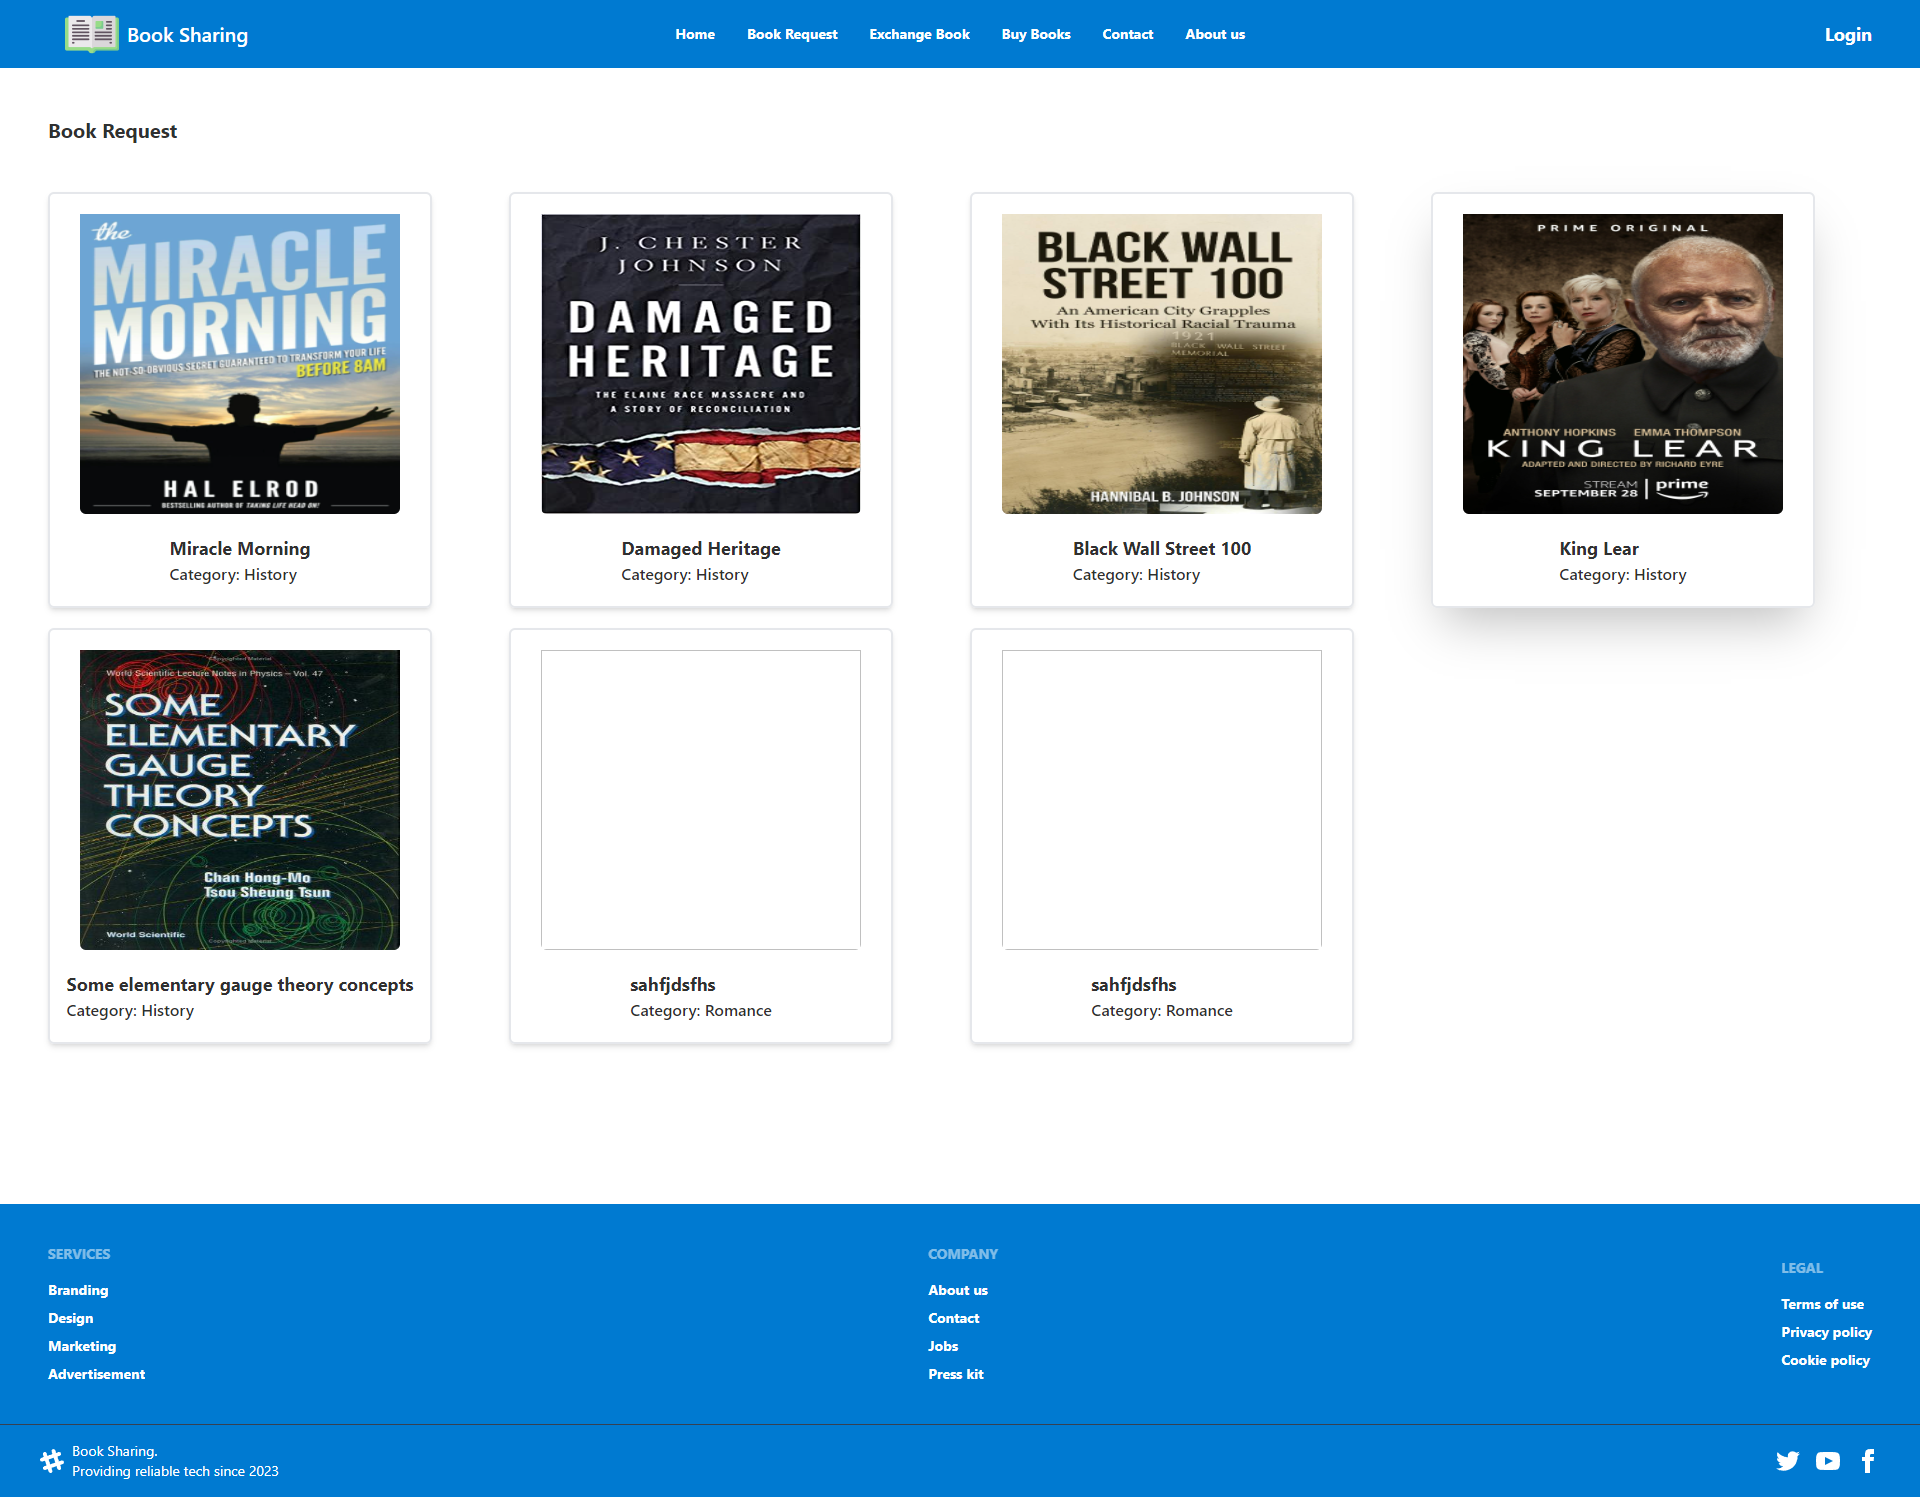 Book Sharing
Home
Book Request
Exchange Book
Buy Books
Contact
About us
Login
Book Request
the
MIRACLE
MORNING
THE NOT-SO-OBVIOUS SECRET GUARANTEED TO TRANSFORM YOUR LIFE
BEFORE 8AM
HAL ELROD
BESTSELLING AUTHOR OF TAKING LIFE HEAD ON!
Miracle Morning
Category: History
J. CHESTER
JOHNSON
DAMAGED
HERITAGE
THE ELAINE RACE MASSACRE AND
A STORY OF RECONCILIATION
Damaged Heritage
Category: History
BLACK WALL
STREET 100
An American City Grapples
With Its Historical Racial Trauma
1921
BLACK WALL STREET
MEMORIAL
HANNIBAL B. JOHNSON
Black Wall Street 100
Category: History
PRIME ORIGINAL
ANTHONY HOPKINS EMMA THOMPSON
KING LEAR
ADAPTED AND DIRECTED BY RICHARD EYRE
STREAM
SEPTEMBER 28
prime
King Lear
Category: History
Copyrighted Material
World Scientific Lecture Notes in Physics – Vol. 47
SOME
ELEMENTARY
GAUGE
THEORY
CONCEPTS
Chan Hong-Mo
Tsou Sheung Tsun
World Scientific
Copyrighted Material
Some elementary gauge theory concepts
Category: History
sahfjdsfhs
Category: Romance
sahfjdsfhs
Category: Romance
SERVICES
Branding
Design
Marketing
Advertisement
COMPANY
About us
Contact
Jobs
Press kit
LEGAL
Terms of use
Privacy policy
Cookie policy
Book Sharing.
Providing reliable tech since 2023